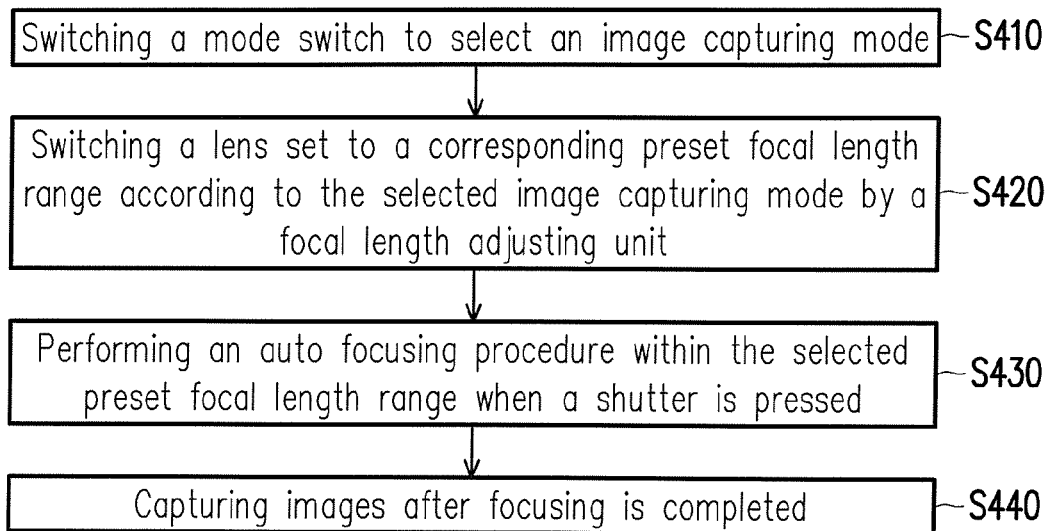 Switching a mode switch to select an image capturing mode
S410
Switching a lens set to a corresponding preset focal length
range according to the selected image capturing mode by a
focal length adjusting unit
S420
Performing an auto focusing procedure within the selected
preset focal length range when a shutter is pressed
S430
Capturing images after focusing is completed
S440